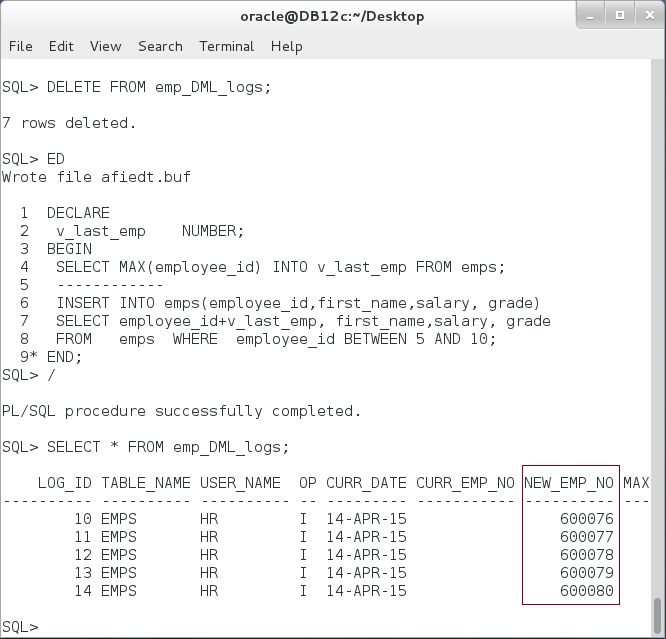 oracle@DB12c:~/Desktop
File Edit View Search Terminal Help
SQL> DELETE FROM emp_DML_logs;
7 rows deleted.
SQL> ED
Wrote file afiedt.buf
1 DECLARE
2 v_last_emp NUMBER;
3 BEGIN
4 SELECT MAX(employee_id) INTO v_last_emp FROM emps;
5 ------------
6 INSERT INTO emps(employee_id,first_name,salary, grade)
7 SELECT employee_id+v_last_emp, first_name,salary, grade
8 FROM emps WHERE employee_id BETWEEN 5 AND 10;
9* END;
SQL> /
PL/SQL procedure successfully completed.
SQL> SELECT * FROM emp_DML_logs;
LOG_ID TABLE_NAME USER_NAME OP CURR_DATE CURR_EMP_NO NEW_EMP_NO MAX
---------- ---------- ---------- -- --------- ----------- ---------- ---
10 EMPS HR I 14-APR-15 600076
11 EMPS HR I 14-APR-15 600077
12 EMPS HR I 14-APR-15 600078
13 EMPS HR I 14-APR-15 600079
14 EMPS HR I 14-APR-15 600080
SQL>